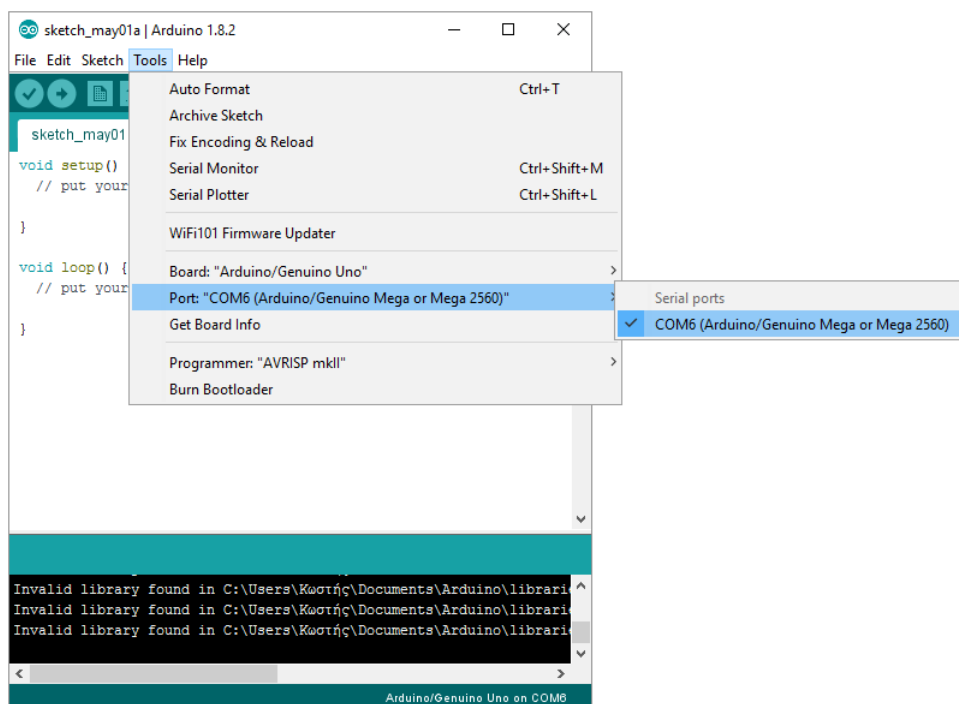 sketch_may01a | Arduino 1.8.2
File Edit Sketch Tools Help
sketch_may01
void setup()
// put your
}
void loop() {
// put your
}
Auto Format Ctrl+T
Archive Sketch
Fix Encoding & Reload
Serial Monitor Ctrl+Shift+M
Serial Plotter Ctrl+Shift+L
WiFi101 Firmware Updater
Board: "Arduino/Genuino Uno"
Port: "COM6 (Arduino/Genuino Mega or Mega 2560)"
Get Board Info
Programmer: "AVRISP mkII"
Burn Bootloader
Serial ports
COM6 (Arduino/Genuino Mega or Mega 2560)
Invalid library found in C:\Users\Κωστής\Documents\Arduino\librarie
Invalid library found in C:\Users\Κωστής\Documents\Arduino\librarie
Invalid library found in C:\Users\Κωστής\Documents\Arduino\librarie
Arduino/Genuino Uno on COM6